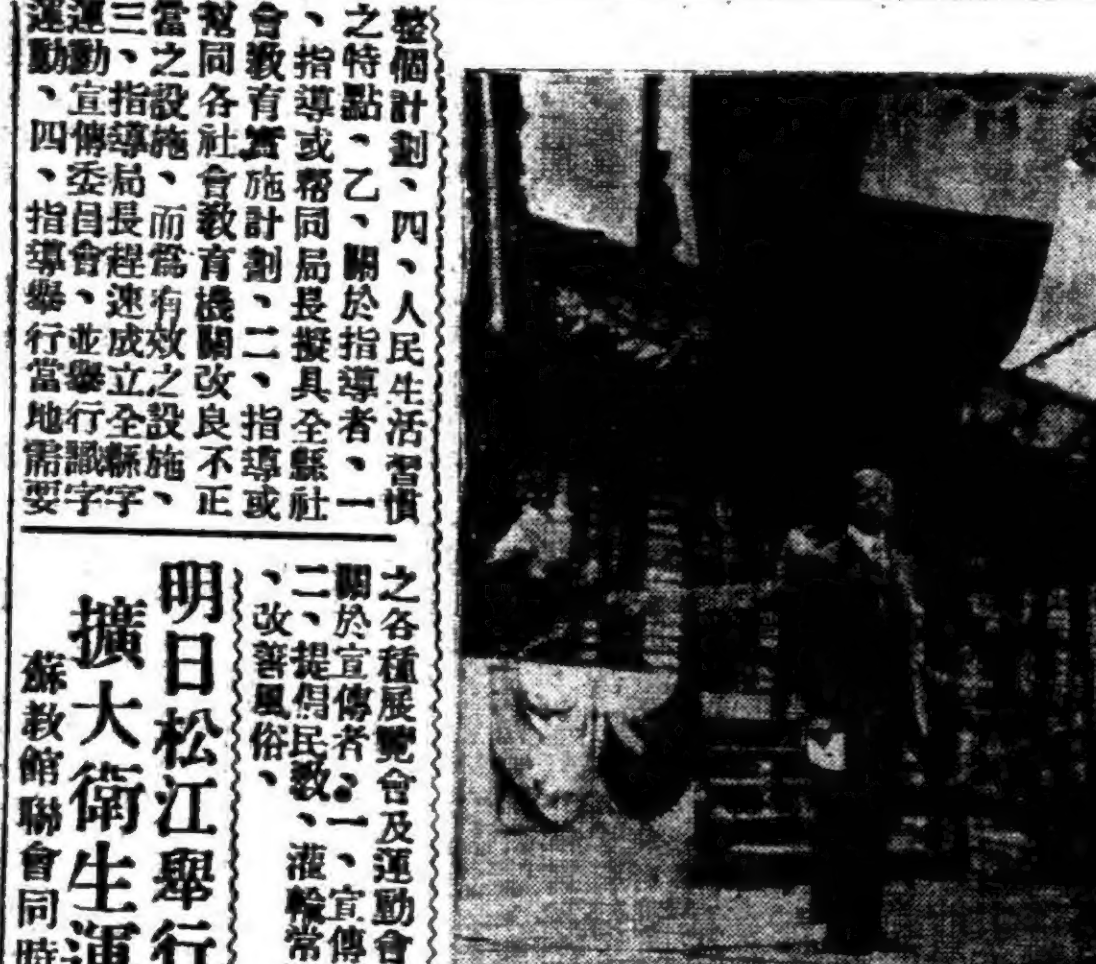 整個計劃、四、人民生活習慣
之特點、乙、關於指導者、一
、指導或帮同局長擬具全縣社
會教育實施計劃、二、指導或
幫同各社會教育機關改良不正
當之設施、而爲有效之設施、
三、指導局長趕速成立全縣字
運動宣傳委員會、並舉行識字
運動、四、指導舉行當地需要
之各種展覽會及運動會
關於宣傳者。一、宣傳
二、提倡民教、灌輸常
、改善風俗、
明日松江舉行
擴大衛生運
蘇教館聯會同時